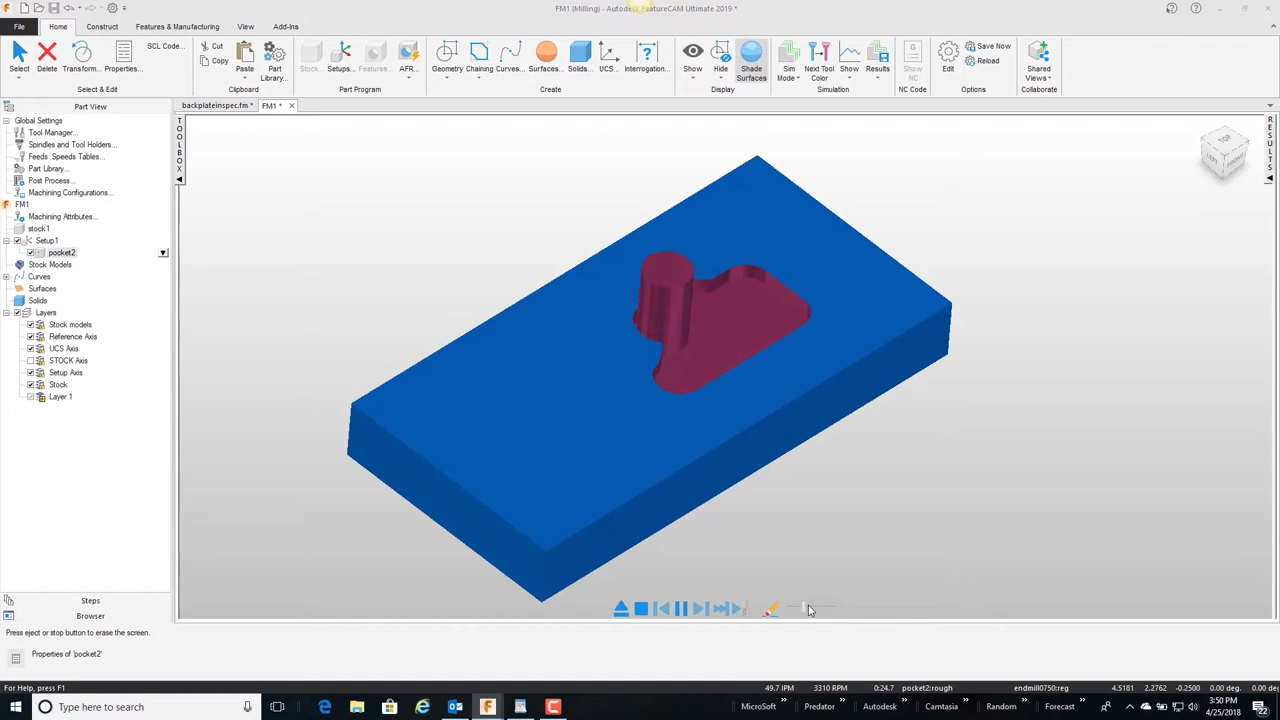 FM1 (Milling) - Autodesk FeatureCAM Ultimate 2019 *
File Home Construct Features & Manufacturing View Add-Ins
SCL Code... Cut Copy Save Now Reload
Select Delete Transform... Properties... Paste Part Library... Stock... Setups... Features... AFR... Geometry Chaining Curves... Surfaces... Solids... UCS... Interrogation... Show Hide Shade Surfaces Sim Mode Next Tool Color Show Results Show NC Edit Shared Views
Select & Edit Clipboard Part Program Create Display Simulation NC Code Options Collaborate
Part View backplateinspec.fm * FM1 *
Global Settings
Tool Manager...
Spindles and Tool Holders...
Feeds Speeds Tables...
Part Library...
Post Process...
Machining Configurations...
FM1
Machining Attributes...
stock1
Setup1
pocket2
Stock Models
Curves
Surfaces
Solids
Layers
Stock models
Reference Axis
UCS Axis
STOCK Axis
Setup Axis
Stock
Layer 1
TOOLBOX
TOP
LEFT
FRONT
RESULTS
Steps
Browser
Press eject or stop button to erase the screen.
Properties of 'pocket2'
For Help, press F1 49.7 IPM 3310 RPM 0:24.7 pocket2:rough endmill0750:reg 4.5181 2.2762 -0.2500 0.00 deg. 0.00 deg.
Type here to search MicroSoft Predator Autodesk Camtasia Random Forecast 3:50 PM
4/25/2018 22